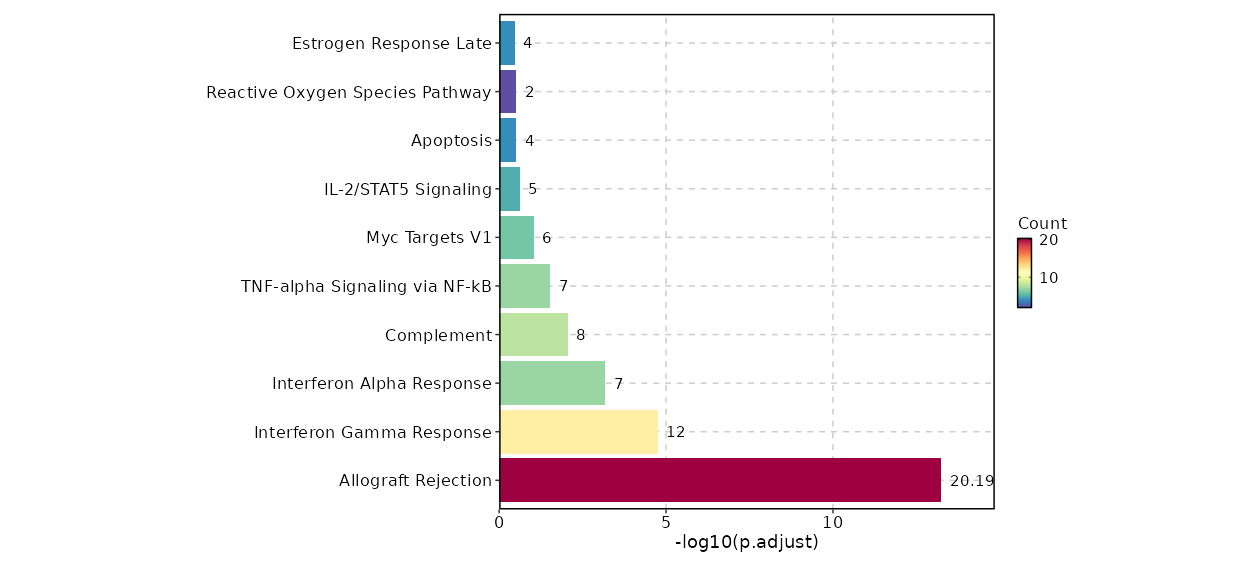 Estrogen Response Late 4
Reactive Oxygen Species Pathway 2
Apoptosis 4
IL-2/STAT5 Signaling 5
Myc Targets V1 6
TNF-alpha Signaling via NF-kB 7
Complement 8
Interferon Alpha Response 7
Interferon Gamma Response 12
Allograft Rejection 20.19
0 5 10
-log10(p.adjust)
Count
20
10